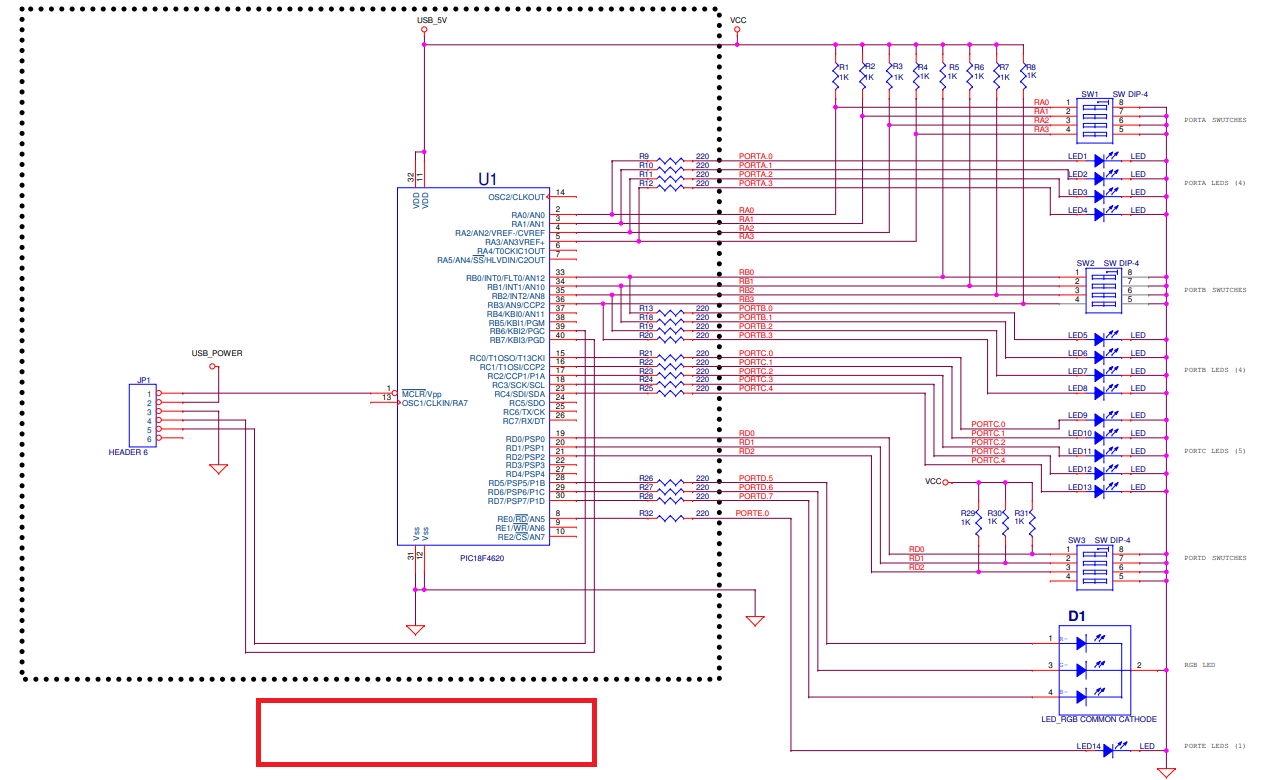 USB_5V
VCC
R1 1K
R2 1K
R3 1K
R4 1K
R5 1K
R6 1K
R7 1K
R8 1K
SW1 SW DIP-4
RA0 1 8
RA1 2 7
RA2 3 6
RA3 4 5
PORTA SWUTCHES
R9 220 PORTA.0
R10 220 PORTA.1
R11 220 PORTA.2
R12 220 PORTA.3
LED1 LED
LED2 LED
LED3 LED
LED4 LED
PORTA LEDS (4)
U1
32 VDD
11 VDD
OSC2/CLKOUT 14
RA0/AN0 2 RA0
RA1/AN1 3 RA1
RA2/AN2/VREF-/CVREF 4 RA2
RA3/AN3VREF+ 5 RA3
RA4/T0CKIC1OUT 6
RA5/AN4/SS/HLVDIN/C2OUT 7
RB0/INT0/FLT0/AN12 33 RB0
RB1/INT1/AN10 34 RB1
RB2/INT2/AN8 35 RB2
RB3/AN9/CCP2 36 RB3
RB4/KBI0/AN11 37
RB5/KBI1/PGM 38
RB6/KBI2/PGC 39
RB7/KBI3/PGD 40
SW2 SW DIP-4
1 8
2 7
3 6
4 5
PORTB SWUTCHES
R13 220 PORTB.0
R18 220 PORTB.1
R19 220 PORTB.2
R20 220 PORTB.3
LED5 LED
LED6 LED
LED7 LED
LED8 LED
PORTB LEDS (4)
RC0/T1OSO/T13CKI 15
RC1/T1OSI/CCP2 16
RC2/CCP1/P1A 17
RC3/SCK/SCL 18
RC4/SDI/SDA 23
RC5/SDO 24
RC6/TX/CK 25
RC7/RX/DT 26
R21 220 PORTC.0
R22 220 PORTC.1
R23 220 PORTC.2
R24 220 PORTC.3
R25 220 PORTC.4
USB_POWER
JP1
1
2
3
4
5
6
HEADER 6
1 MCLR/Vpp
13 OSC1/CLKIN/RA7
PORTC.0
PORTC.1
PORTC.2
PORTC.3
PORTC.4
LED9 LED
LED10 LED
LED11 LED
LED12 LED
LED13 LED
PORTC LEDS (5)
RD0/PSP0 19 RD0
RD1/PSP1 20 RD1
RD2/PSP2 21 RD2
RD3/PSP3 22
RD4/PSP4 27
RD5/PSP5/P1B 28
RD6/PSP6/P1C 29
RD7/PSP7/P1D 30
R26 220 PORTD.5
R27 220 PORTD.6
R28 220 PORTD.7
RE0/RD/AN5 8
RE1/WR/AN6 9
RE2/CS/AN7 10
R32 220 PORTE.0
Vss 31
Vss 12
PIC18F4620
VCC
R29 1K
R30 1K
R31 1K
SW3 SW DIP-4
RD0 1 8
RD1 2 7
RD2 3 6
4 5
PORTD SWUTCHES
D1
1 R-
3 G-
4 B-
2
RGB LED
LED_RGB COMMON CATHODE
LED14 LED
PORTE LEDS (1)